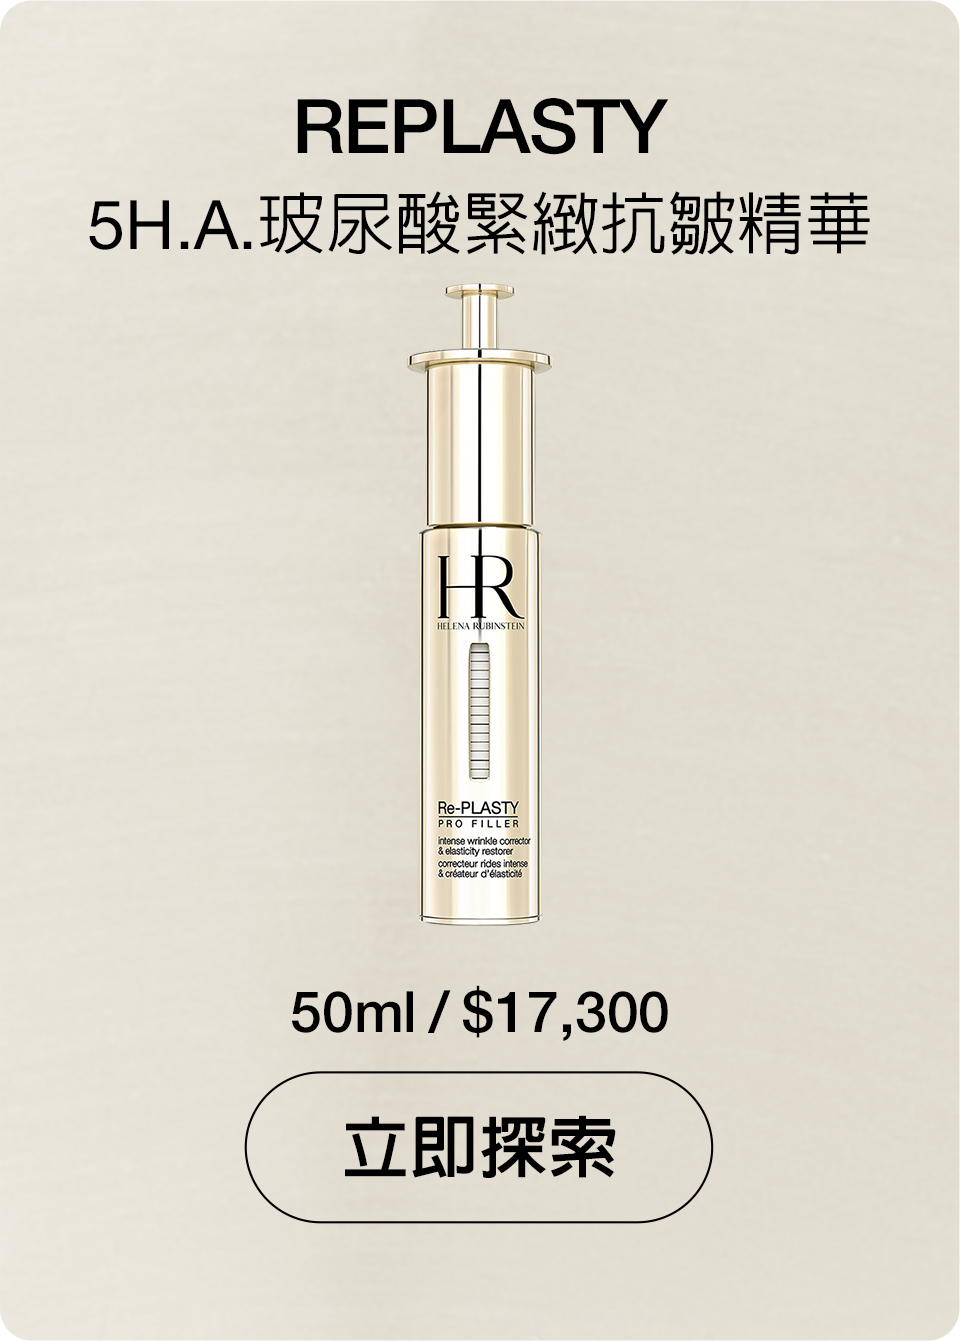 REPLASTY
5H.A.玻尿酸緊緻抗皺精華
HR
HELENA RUBINSTEIN
Re-PLASTY
PRO FILLER
intense wrinkle corrector
& elasticity restorer
correcteur rides intense
& créateur d'élasticité
50ml / $17,300
立即探索